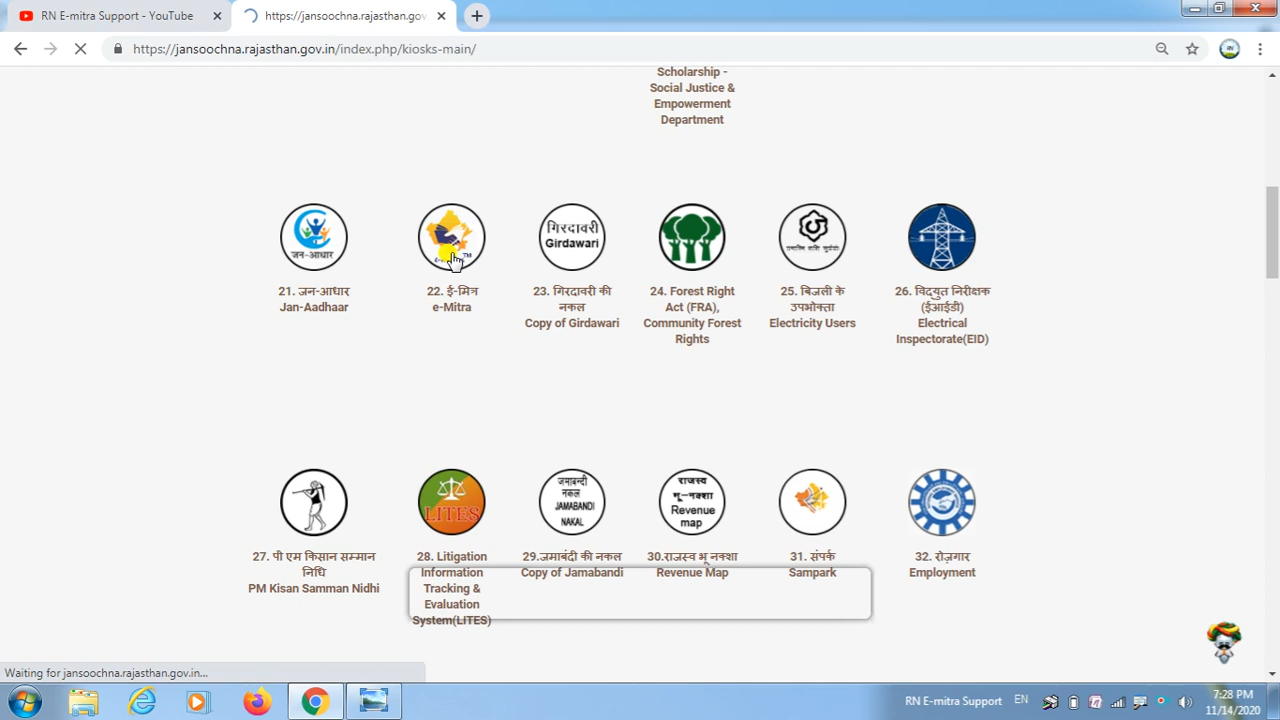 RN E-mitra Support - YouTube
https://jansoochna.rajasthan.gov.
https://jansoochna.rajasthan.gov.in/index.php/kiosks-main/
Scholarship -
Social Justice &
Empowerment
Department
जन-आधार
गिरदावरी
Girdawari
21. जन-आधार
Jan-Aadhaar
22. ई-मित्र
e-Mitra
23. गिरदावरी की
नकल
Copy of Girdawari
24. Forest Right
Act (FRA),
Community Forest
Rights
25. बिजली के
उपभोक्ता
Electricity Users
26. विद्युत निरीक्षक
(ईआईडी)
Electrical
Inspectorate(EID)
LITES
जमाबन्दी
नकल
JAMABANDI
NAKAL
राजस्व
भू-नक्शा
Revenue
map
27. पी एम किसान सम्मान
निधि
PM Kisan Samman Nidhi
28. Litigation
Information
Tracking &
Evaluation
System(LITES)
29.जमाबंदी की नकल
Copy of Jamabandi
30.राजस्व भू नक्शा
Revenue Map
31. संपर्क
Sampark
32. रोज़गार
Employment
Waiting for jansoochna.rajasthan.gov.in...
RN E-mitra Support
EN
7:28 PM
11/14/2020